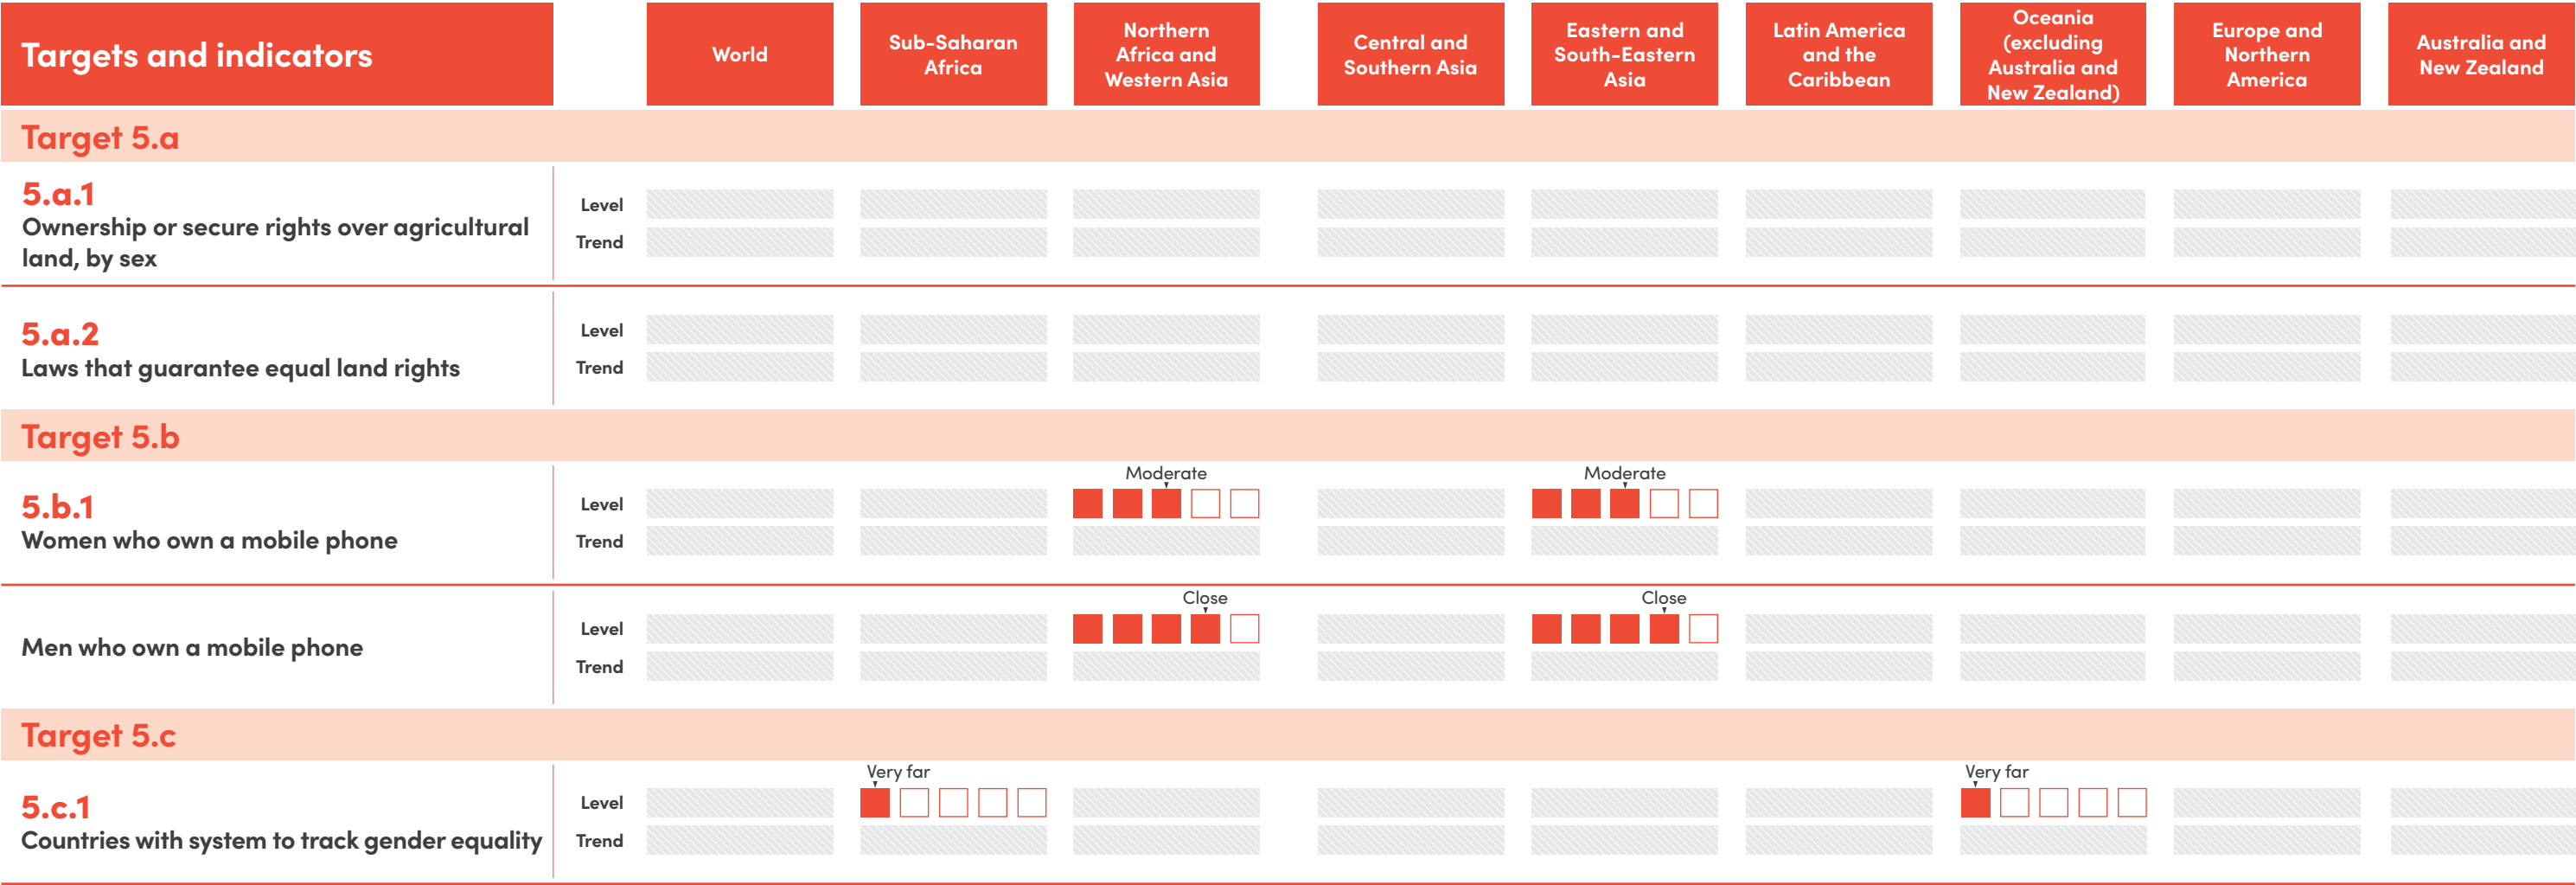 Targets and indicators
World
Sub-Saharan
Africa
Northern
Africa and
Western Asia
Central and
Southern Asia
Eastern and
South-Eastern
Asia
Latin America
and the
Caribbean
Oceania
(excluding
Australia and
New Zealand)
Europe and
Northern
America
Australia and
New Zealand
Target 5.a
5.a.1
Ownership or secure rights over agricultural
land, by sex
Level
Trend
5.a.2
Laws that guarantee equal land rights
Level
Trend
Target 5.b
5.b.1
Women who own a mobile phone
Level
Moderate
Moderate
Trend
Men who own a mobile phone
Level
Close
Close
Trend
Target 5.c
5.c.1
Countries with system to track gender equality
Level
Very far
Very far
Trend